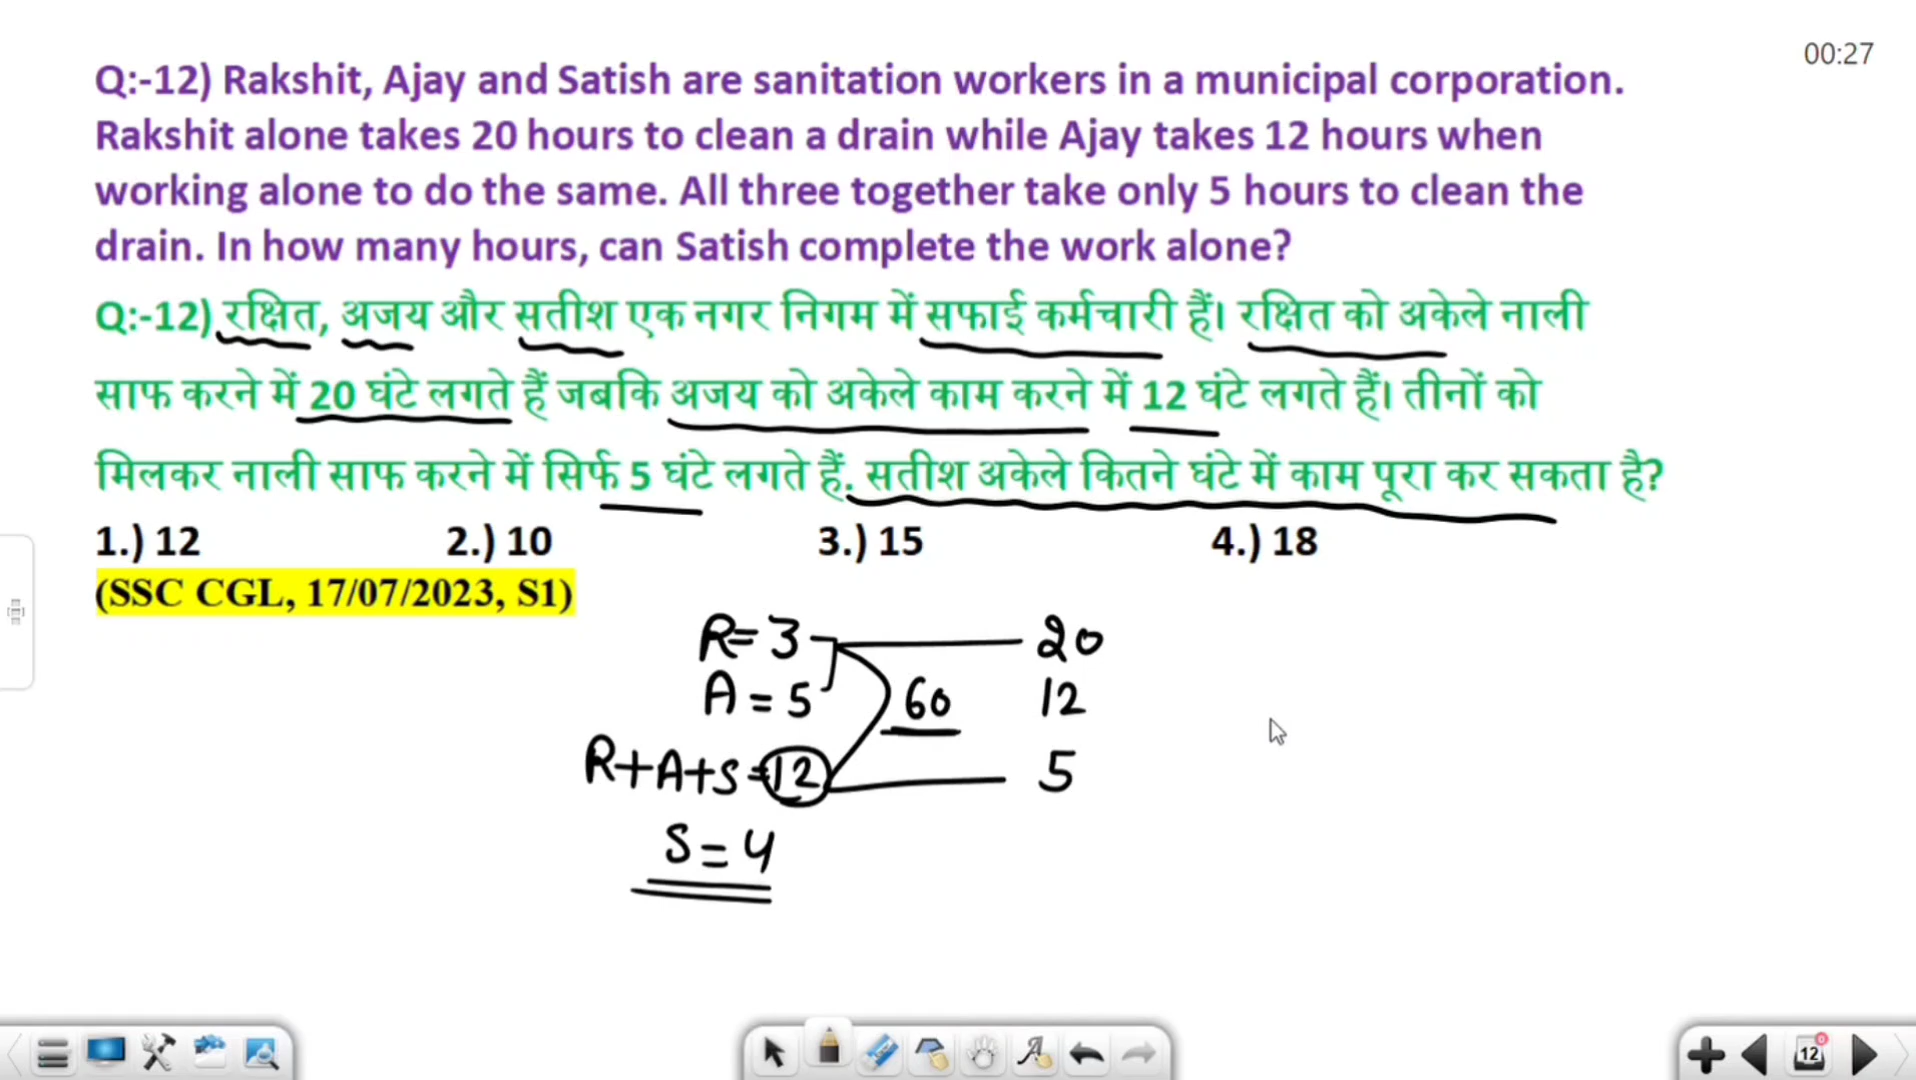 00:27
Q:-12) Rakshit, Ajay and Satish are sanitation workers in a municipal corporation.
Rakshit alone takes 20 hours to clean a drain while Ajay takes 12 hours when
working alone to do the same. All three together take only 5 hours to clean the
drain. In how many hours, can Satish complete the work alone?
Q:-12) रक्षित, अजय और सतीश एक नगर निगम में सफाई कर्मचारी हैं। रक्षित को अकेले नाली
साफ करने में 20 घंटे लगते हैं जबकि अजय को अकेले काम करने में 12 घंटे लगते हैं। तीनों को
मिलकर नाली साफ करने में सिर्फ 5 घंटे लगते हैं. सतीश अकेले कितने घंटे में काम पूरा कर सकता है?
1.) 12 2.) 10 3.) 15 4.) 18
(SSC CGL, 17/07/2023, S1)
R=3 20
A=5 60 12
R+A+S=12 5
S=4
12 0